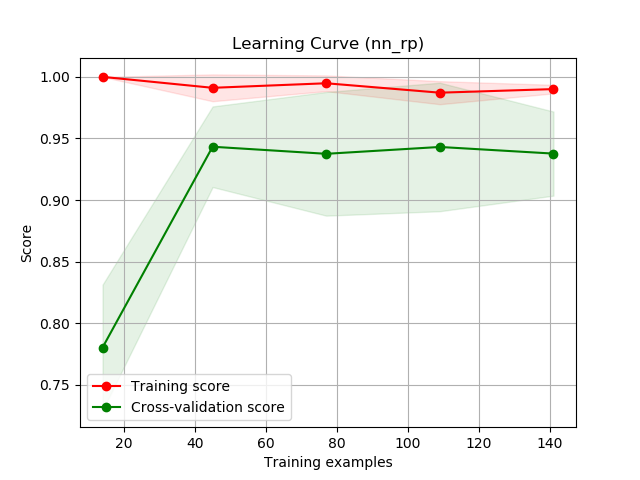 Learning Curve (nn_rp)
1.00
0.95
0.90
0.85
0.80
0.75
Score
Training score
Cross-validation score
20 40 60 80 100 120 140
Training examples